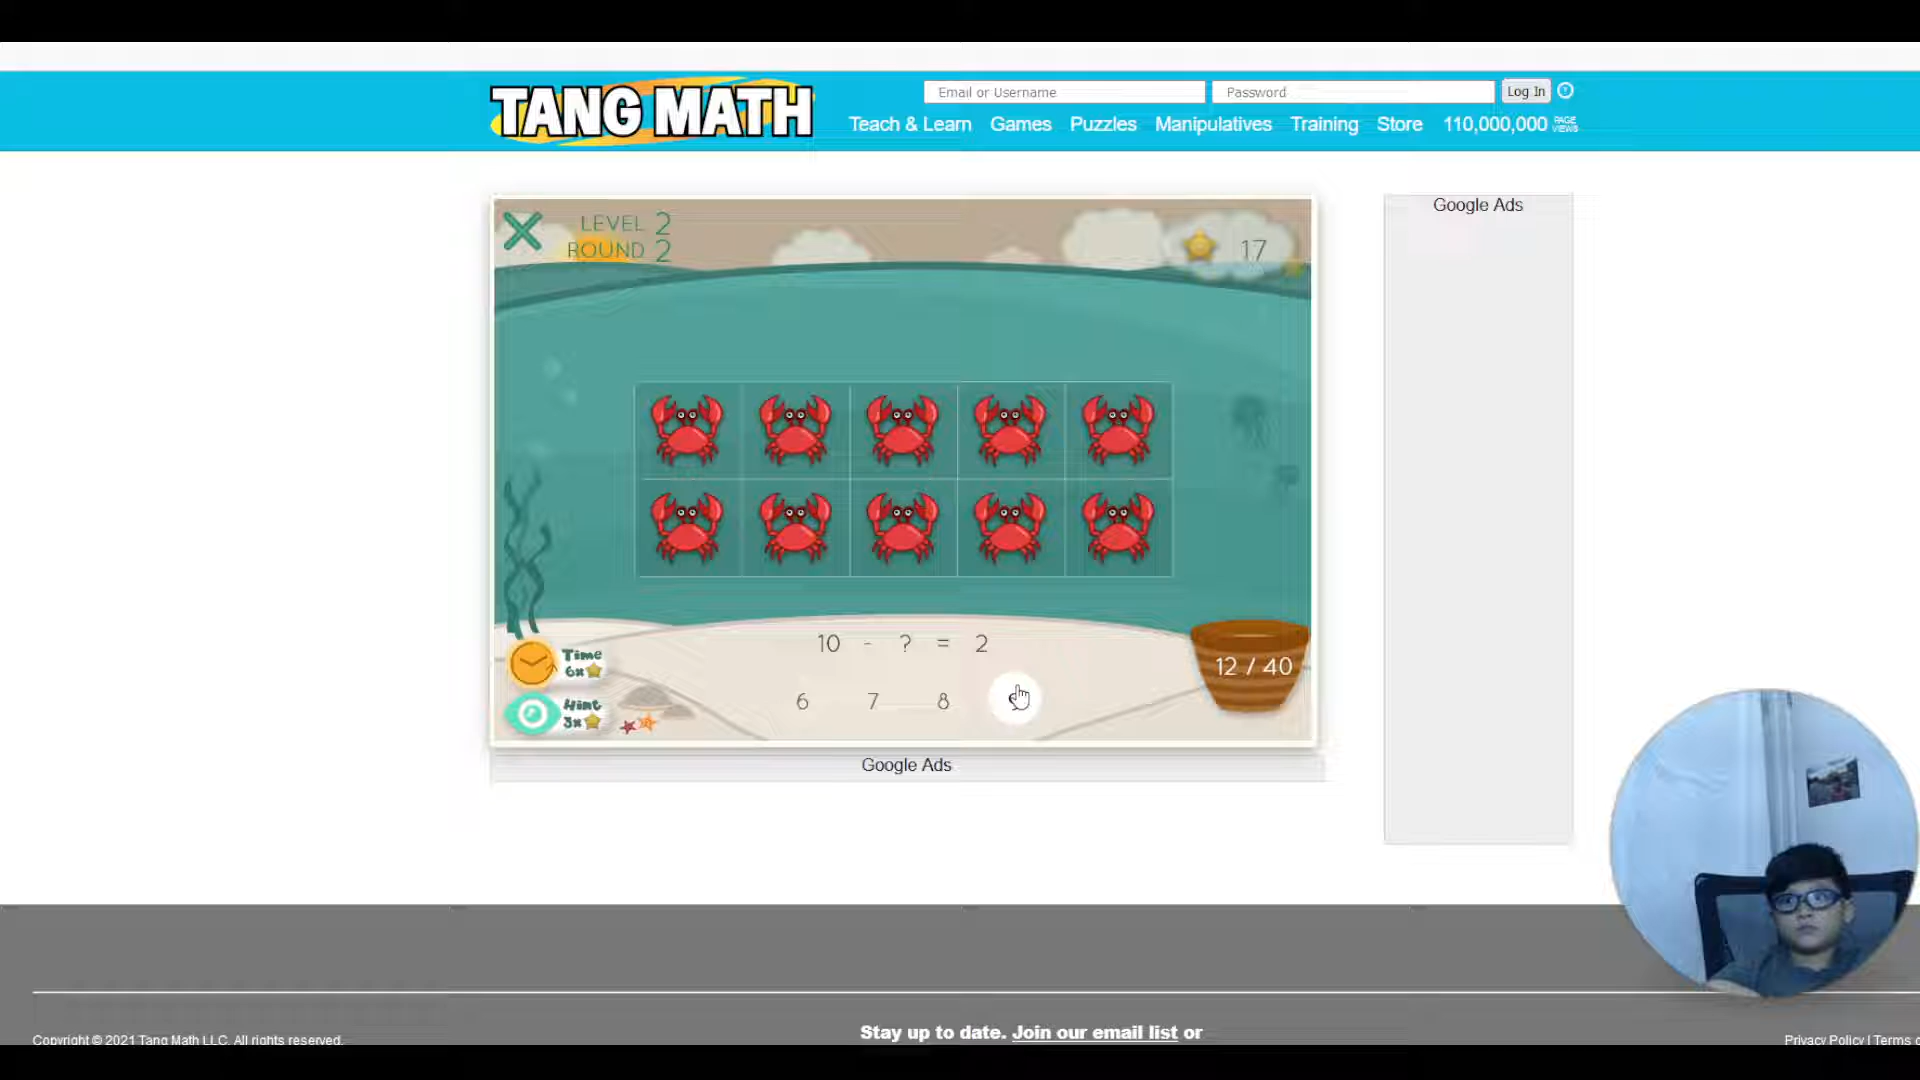 TANG MATH
Email or Username
Password
Log In
Teach & Learn
Games
Puzzles
Manipulatives
Training
Store
110,000,000 PAGE VIEWS
LEVEL 2
ROUND 2
17
Google Ads
10 - ? = 2
6 7 8
Time
6x
Hint
3x
12 / 40
Google Ads
Stay up to date. Join our email list or
Copyright © 2021 Tang Math LLC. All rights reserved.
Privacy Policy | Terms